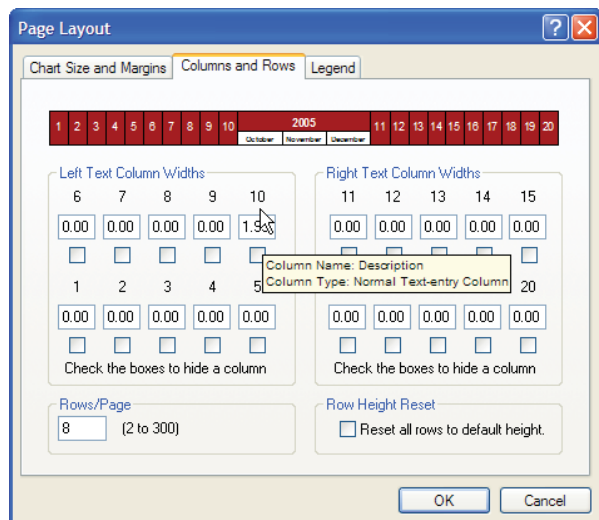 Page Layout
Chart Size and Margins Columns and Rows Legend
1 2 3 4 5 6 7 8 9 10 2005 11 12 13 14 15 16 17 18 19 20
October November December
Left Text Column Widths Right Text Column Widths
6 7 8 9 10 11 12 13 14 15
0.00 0.00 0.00 0.00 1.9 0.00 0.00 0.00 0.00 0.00
Column Name: Description
Column Type: Normal Text-entry Column
1 2 3 4 5 20
0.00 0.00 0.00 0.00 0.00 0.00 0.00 0.00 0.00 0.00
Check the boxes to hide a column Check the boxes to hide a column
Rows/Page Row Height Reset
8 (2 to 300) Reset all rows to default height.
OK Cancel